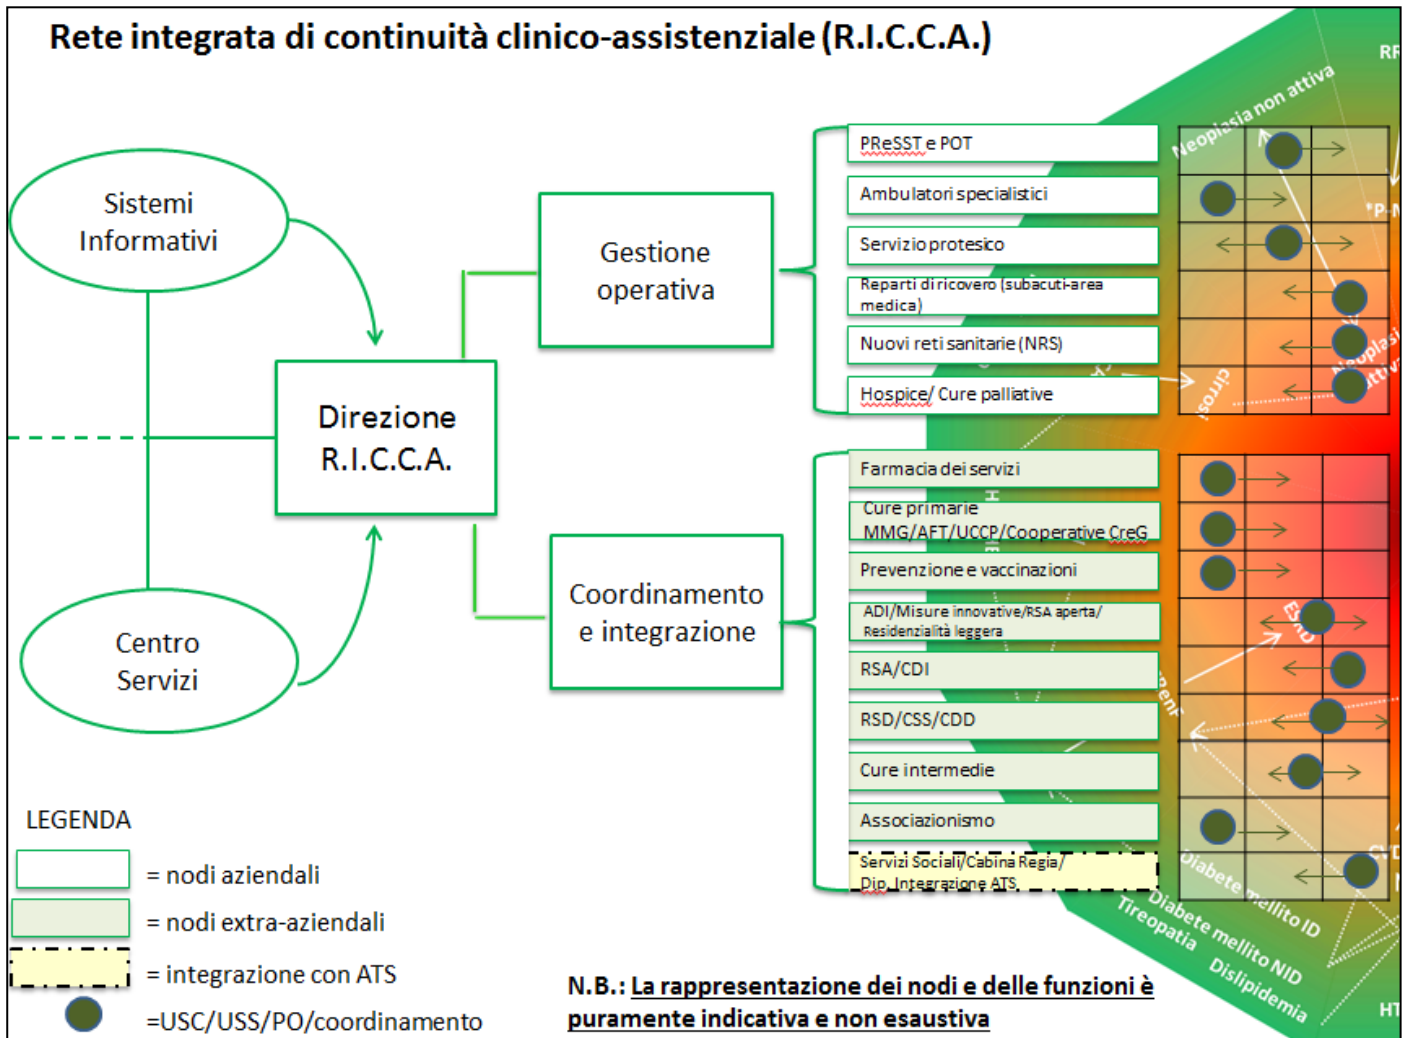 Rete integrata di continuità clinico-assistenziale (R.I.C.C.A.)
Sistemi
Informativi
Centro
Servizi
Direzione
R.I.C.C.A.
Gestione
operativa
Coordinamento
e integrazione
PReSST e POT
Ambulatori specialistici
Servizio protesico
Reparti di ricovero (subacuti-area
medica)
Nuovi reti sanitarie (NRS)
Hospice/ Cure palliative
Farmacia dei servizi
Cure primarie
MMG/AFT/UCCP/Cooperative CreG
Prevenzione e vaccinazioni
ADI/Misure innovative/RSA aperta/
Residenzialità leggera
RSA/CDI
RSD/CSS/CDD
Cure intermedie
Associazionismo
Servizi Sociali/Cabina Regia/
Dip. Integrazione ATS
Neoplasia non attiva
cirrosi
ESRD
Diabete mellito ID
Diabete mellito NID
Tireopatia
Dislipidemia
LEGENDA
= nodi aziendali
= nodi extra-aziendali
= integrazione con ATS
=USC/USS/PO/coordinamento
N.B.: La rappresentazione dei nodi e delle funzioni è
puramente indicativa e non esaustiva